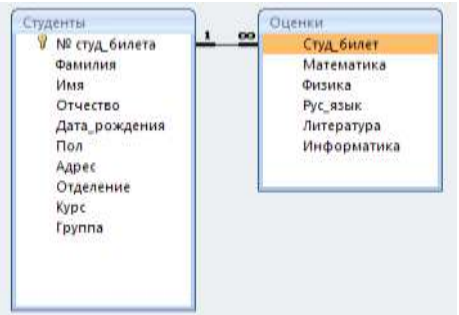 Студенты
№ студ_билета
Фамилия
Имя
Отчество
Дата_рождения
Пол
Адрес
Отделение
Курс
Группа
1 ∞
Оценки
Студ_билет
Математика
Физика
Рус_язык
Литература
Информатика